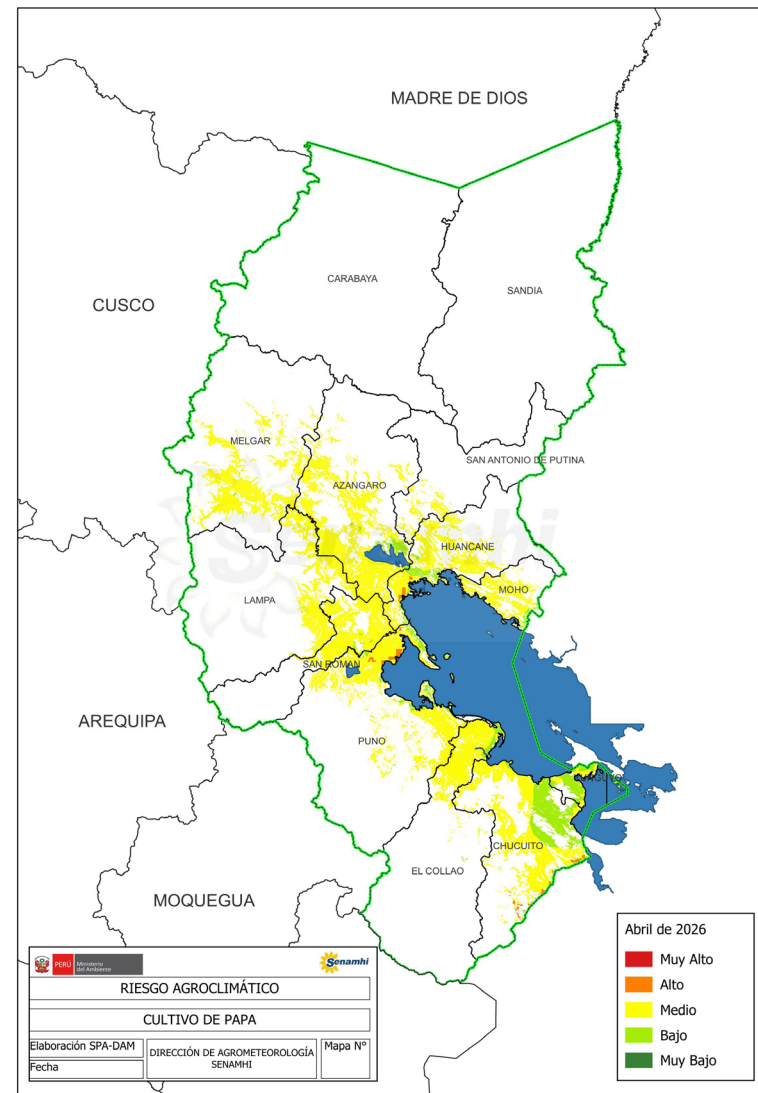 MADRE DE DIOS
CARABAYA
SANDIA
CUSCO
MELGAR
SAN ANTONIO DE PUTINA
AZANGARO
Senamhi
HUANCANE
MOHO
LAMPA
SAN ROMAN
AREQUIPA
PUNO
CHUCUITO
EL COLLAO
MOQUEGUA
PERÚ
Ministerio
del Ambiente
Senamhi
RIESGO AGROCLIMÁTICO
CULTIVO DE PAPA
Elaboración SPA-DAM
Fecha
DIRECCIÓN DE AGROMETEOROLOGÍA
SENAMHI
Mapa N°
Abril de 2026
Muy Alto
Alto
Medio
Bajo
Muy Bajo